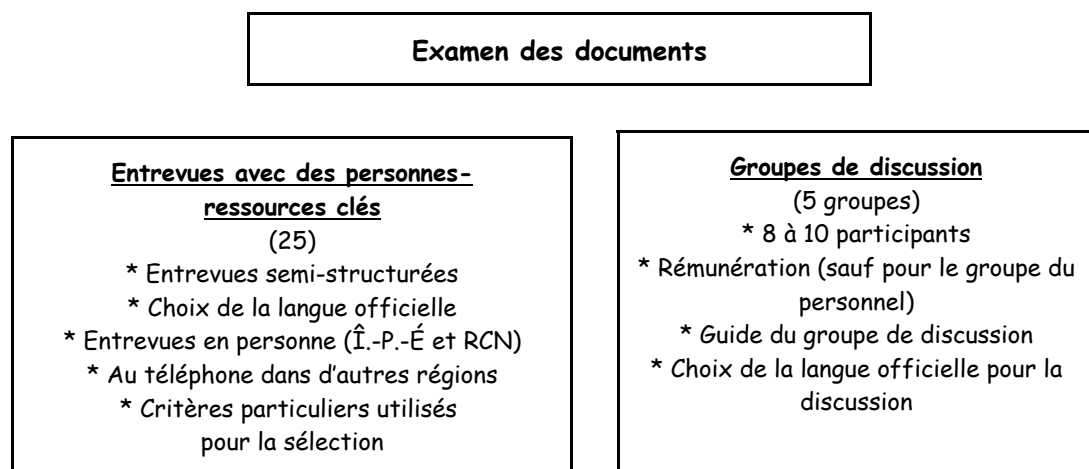 Examen des documents
Entrevues avec des personnes-
ressources clés
(25)
* Entrevues semi-structurées
* Choix de la langue officielle
* Entrevues en personne (Î.-P.-É et RCN)
* Au téléphone dans d’autres régions
* Critères particuliers utilisés
pour la sélection
Groupes de discussion
(5 groupes)
* 8 à 10 participants
* Rémunération (sauf pour le groupe du
personnel)
* Guide du groupe de discussion
* Choix de la langue officielle pour la
discussion